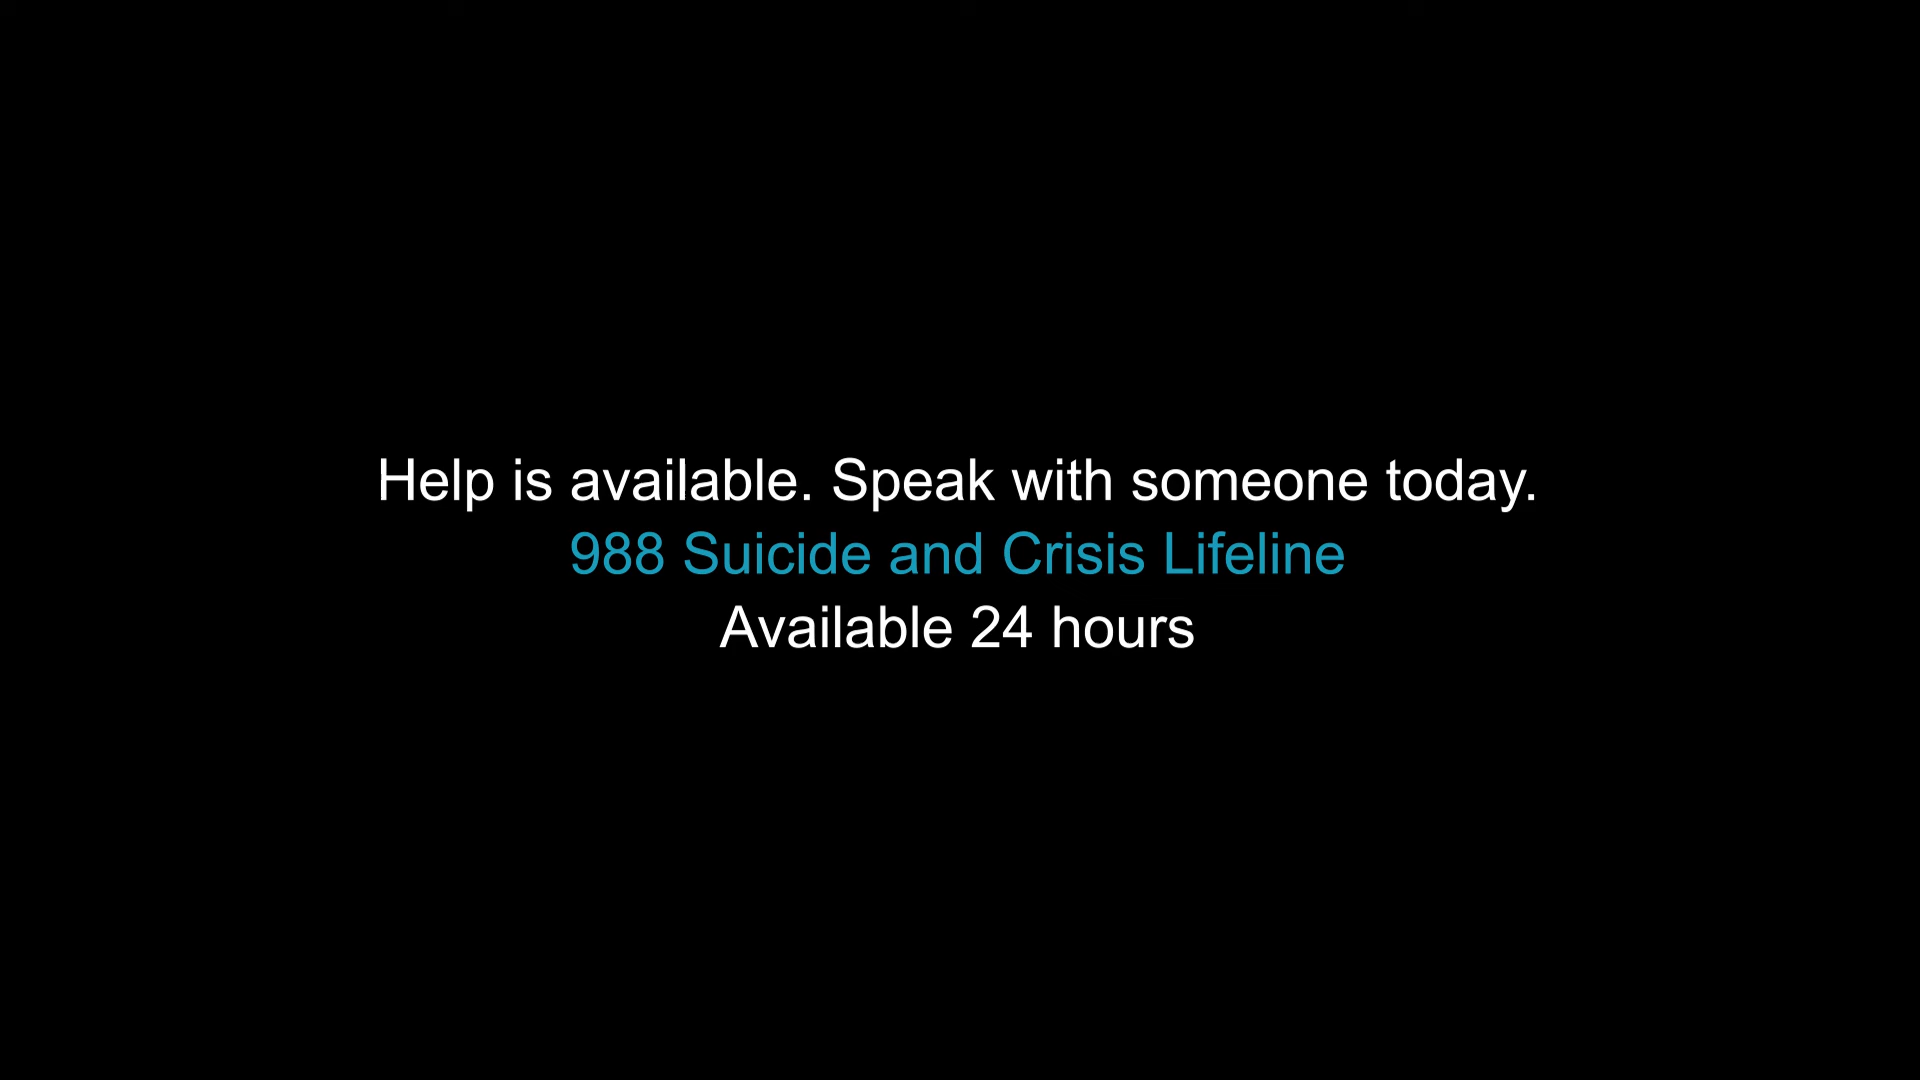 Help is available. Speak with someone today.
988 Suicide and Crisis Lifeline
Available 24 hours